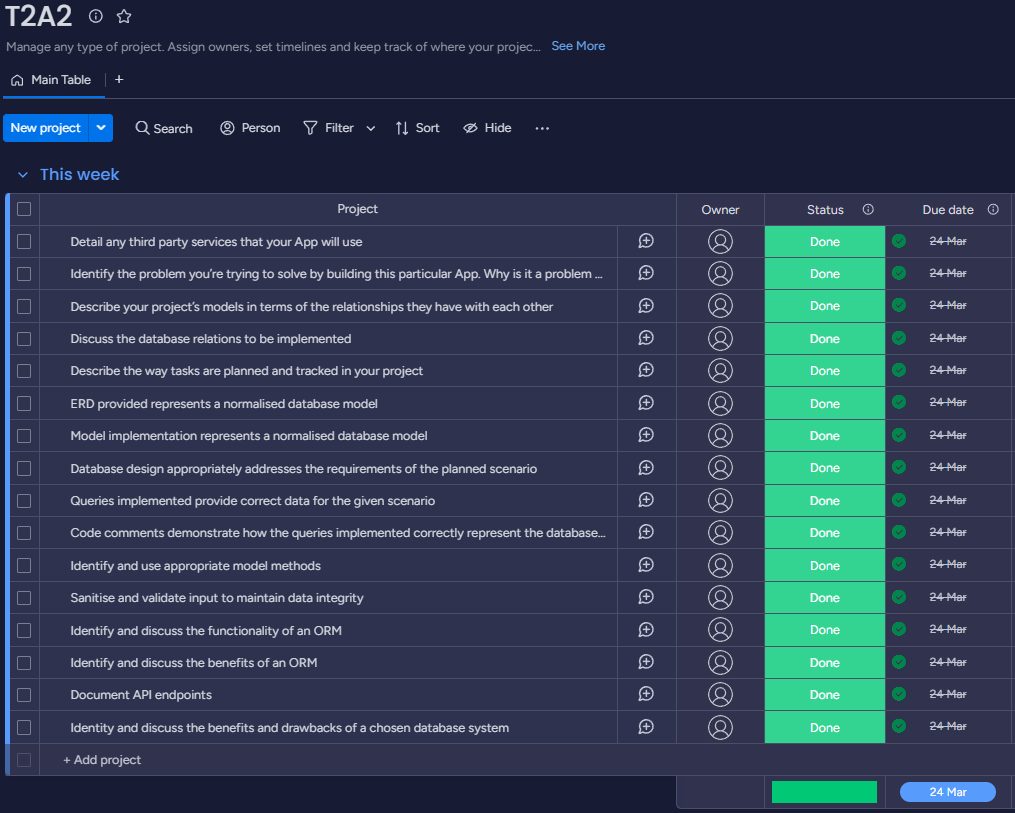 T2A2
Manage any type of project. Assign owners, set timelines and keep track of where your projec... See More
Main Table +
New project Search Person Filter Sort Hide ...
This week
Project Owner Status Due date
Detail any third party services that your App will use Done 24 Mar
Identify the problem you're trying to solve by building this particular App. Why is it a problem ... Done 24 Mar
Describe your project's models in terms of the relationships they have with each other Done 24 Mar
Discuss the database relations to be implemented Done 24 Mar
Describe the way tasks are planned and tracked in your project Done 24 Mar
ERD provided represents a normalised database model Done 24 Mar
Model implementation represents a normalised database model Done 24 Mar
Database design appropriately addresses the requirements of the planned scenario Done 24 Mar
Queries implemented provide correct data for the given scenario Done 24 Mar
Code comments demonstrate how the queries implemented correctly represent the database... Done 24 Mar
Identify and use appropriate model methods Done 24 Mar
Sanitise and validate input to maintain data integrity Done 24 Mar
Identify and discuss the functionality of an ORM Done 24 Mar
Identify and discuss the benefits of an ORM Done 24 Mar
Document API endpoints Done 24 Mar
Identity and discuss the benefits and drawbacks of a chosen database system Done 24 Mar
+ Add project
24 Mar